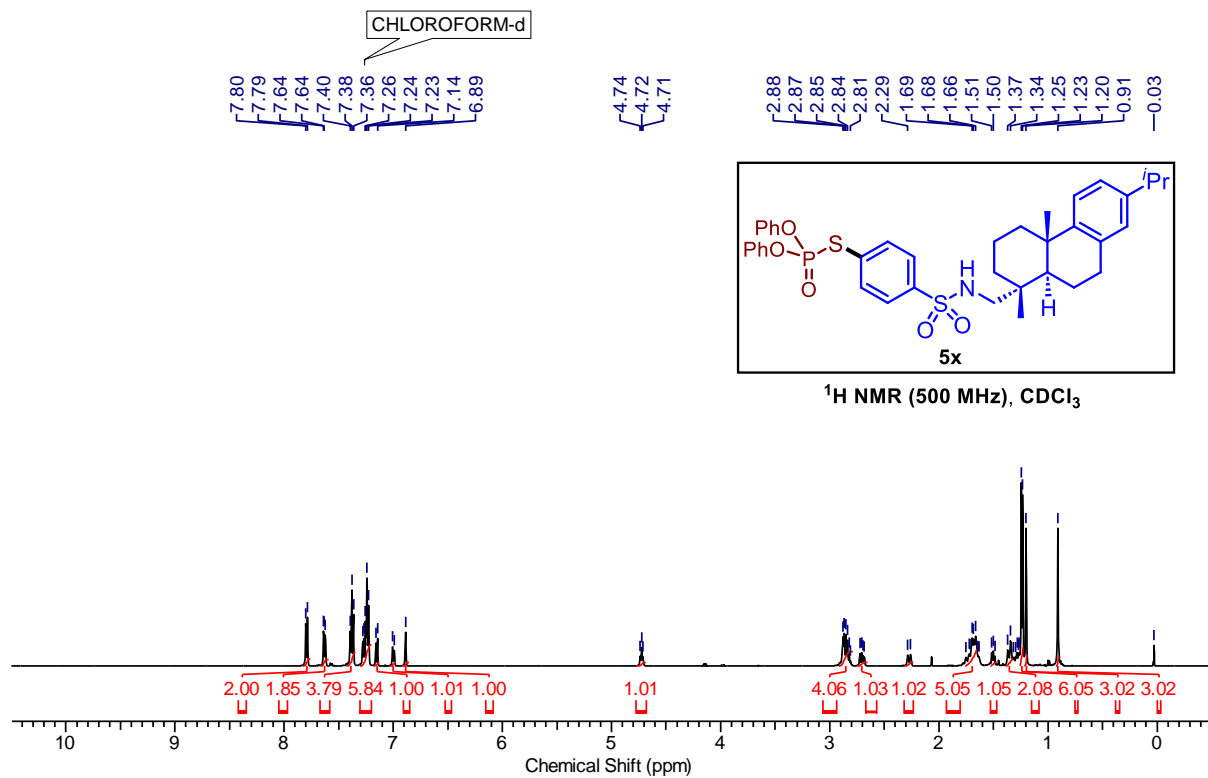 CHLOROFORM-d
7.80 7.79 7.64 7.64 7.40 7.38 7.36 7.26 7.24 7.23 7.14 6.89 4.74 4.72 4.71 2.88 2.87 2.85 2.84 2.81 2.29 1.69 1.68 1.66 1.51 1.50 1.37 1.34 1.25 1.23 1.20 0.91 0.03
iPr
PhO O
S
PhO P
H
O
N
S
H
O O
5x
1H NMR (500 MHz), CDCl3
2.00 1.85 3.79 5.84 1.00 1.01 1.00 1.01 4.06 1.03 1.02 5.05 1.05 2.08 6.05 3.02 3.02
10 9 8 7 6 5 4 3 2 1 0
Chemical Shift (ppm)